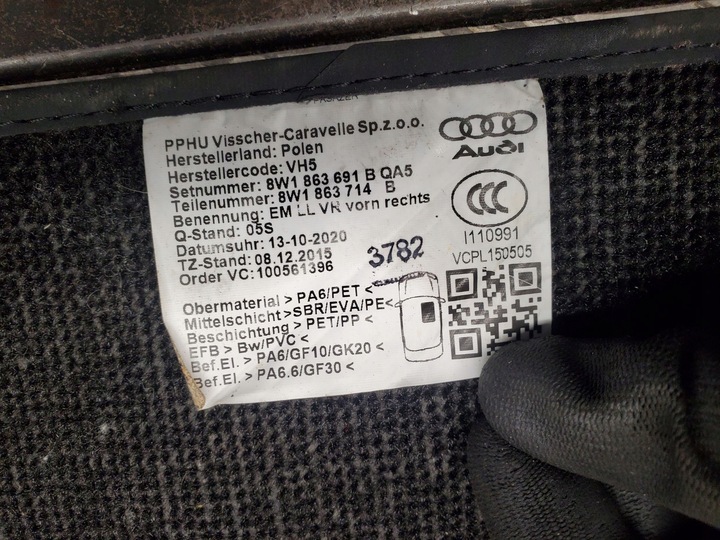 PPHU Visscher-Caravelle Sp.z.o.o.
Herstellerland: Polen
Herstellercode: VH5
Setnummer: 8W1 863 691 B QA5
Teilenummer: 8W1 863 714 B
Benennung: EM LL VR vorn rechts
Q-Stand: 05S
Datumsuhr: 13-10-2020
TZ-Stand: 08.12.2015
Order VC: 100561396
3782
Audi
CCC
I110991
VCPL150505
Obermaterial > PA6/PET <
Mittelschicht>SBR/EVA/PE<
Beschichtung > PET/PP <
EFB > Bw/PVC <
Bef.El. > PA6/GF10/GK20 <
Bef.El. > PA6.6/GF30 <